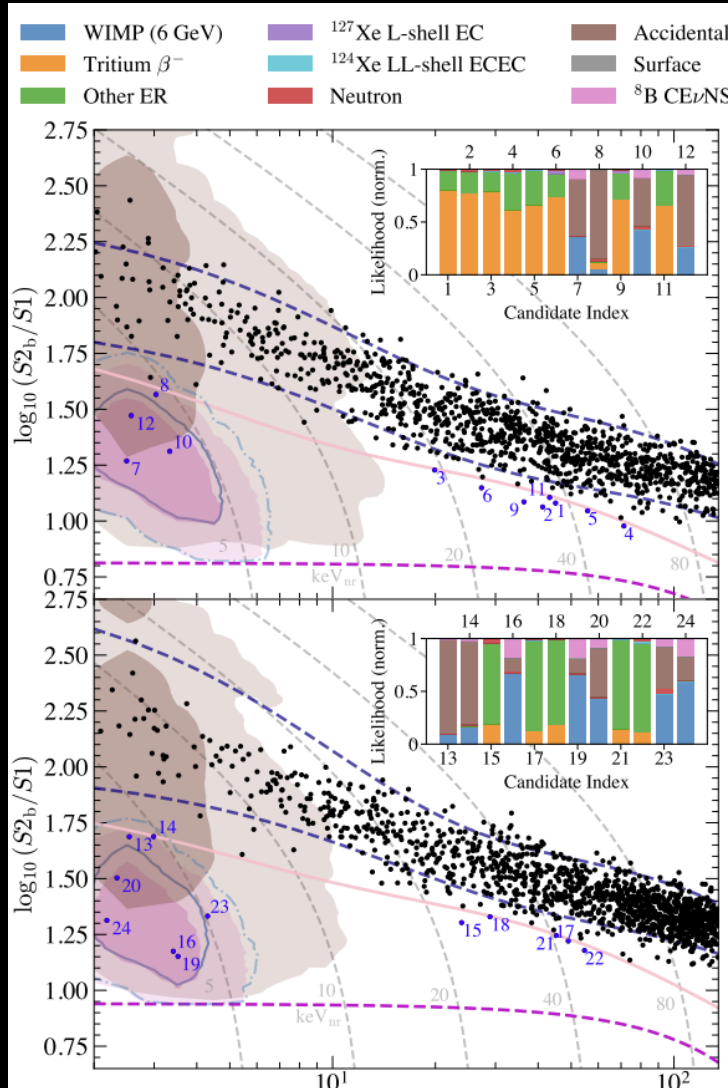 WIMP (6 GeV) ¹²⁷Xe L-shell EC Accidental
Tritium β⁻ ¹²⁴Xe LL-shell ECEC Surface
Other ER Neutron ⁸B CEνNS
2.75
2.50
2.25
2.00
1.75
1.50
1.25
1.00
0.75
log₁₀(S2_b/S1)
2 4 6 8 10 12
1
0.5
0
Likelihood (norm.)
1 3 5 7 9 11
Candidate Index
8
12
10
7
3
6
11
9
2
1
5
4
5 10 20 40 80
keV_nr
2.75
2.50
2.25
2.00
1.75
1.50
1.25
1.00
0.75
log₁₀(S2_b/S1)
14 16 18 20 22 24
1
0.5
0
Likelihood (norm.)
13 15 17 19 21 23
Candidate Index
14
13
20
24
23
16
19
15
18
21
17
22
5 10 20 40 80
keV_nr
10¹ 10²